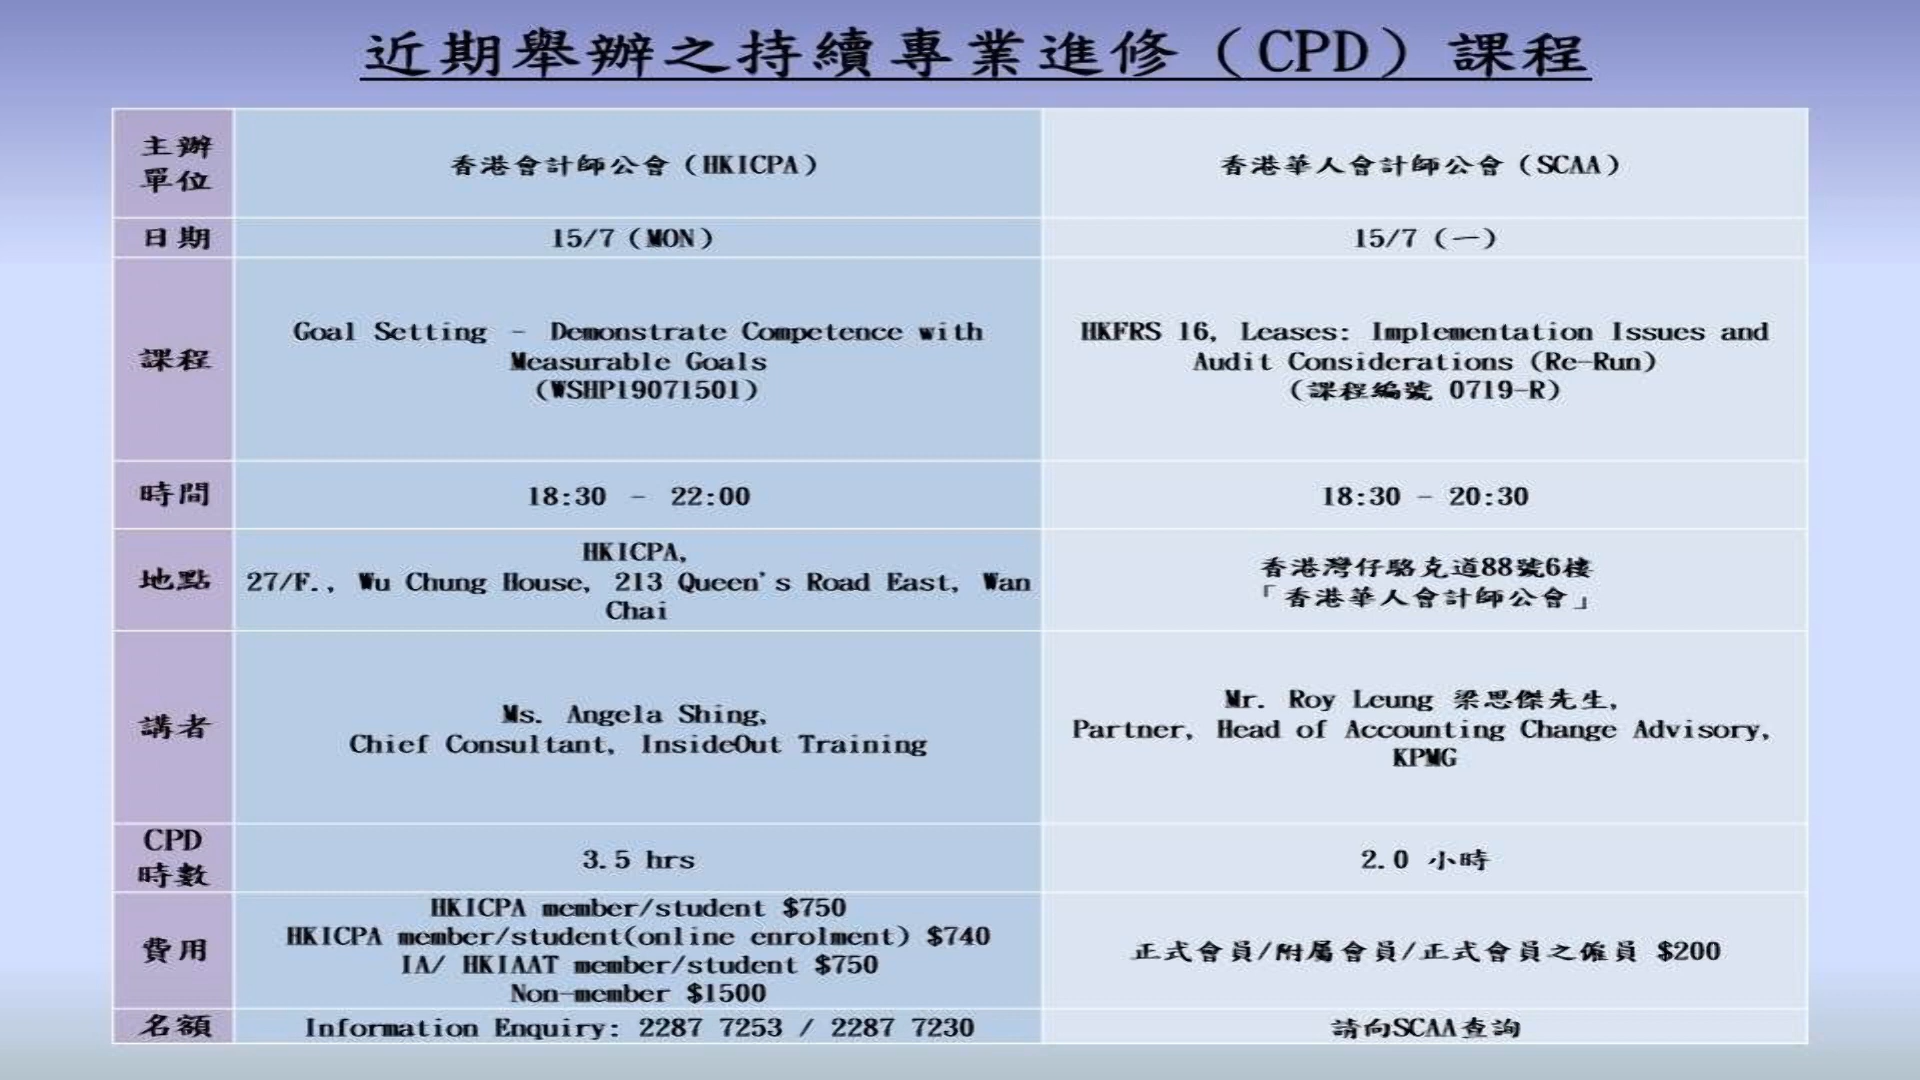 近期舉辦之持續專業進修（CPD）課程
主辦
單位
香港會計師公會（HKICPA）
香港華人會計師公會（SCAA）
日期
15/7（MON）
15/7（一）
課程
Goal Setting – Demonstrate Competence with
Measurable Goals
(WSHP19071501)
HKFRS 16, Leases: Implementation Issues and
Audit Considerations (Re-Run)
(課程編號 0719-R)
時間
18:30 – 22:00
18:30 – 20:30
地點
HKICPA,
27/F., Wu Chung House, 213 Queen's Road East, Wan
Chai
香港灣仔駱克道88號6樓
「香港華人會計師公會」
講者
Ms. Angela Shing,
Chief Consultant, InsideOut Training
Mr. Roy Leung 梁思傑先生,
Partner, Head of Accounting Change Advisory,
KPMG
CPD
時數
3.5 hrs
2.0 小時
費用
HKICPA member/student $750
HKICPA member/student(online enrolment) $740
IA/ HKIAAT member/student $750
Non-member $1500
正式會員/附屬會員/正式會員之僱員 $200
名額
Information Enquiry: 2287 7253 / 2287 7230
請向SCAA查詢